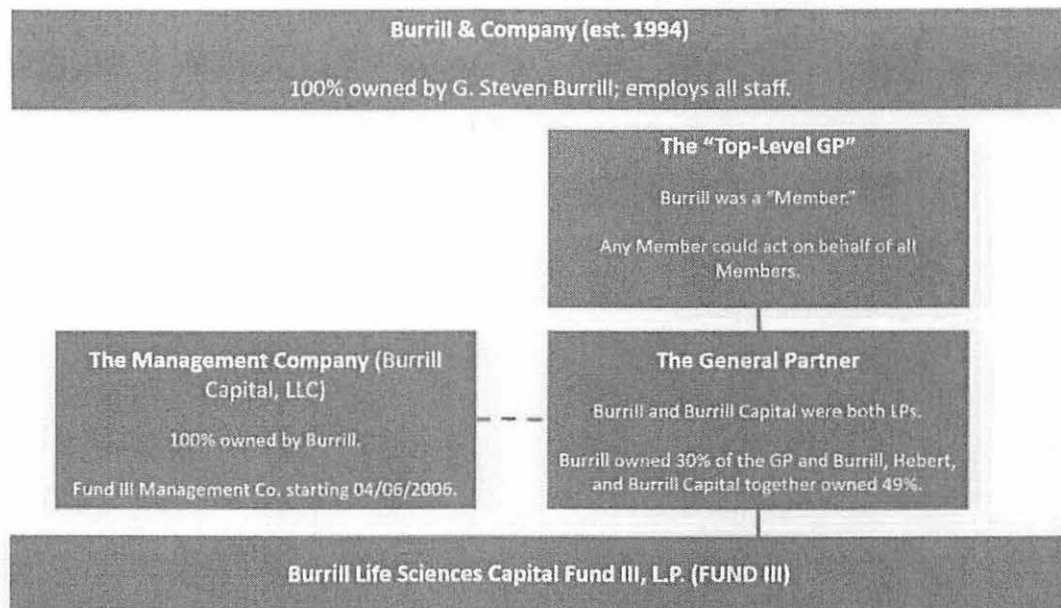 Burrill & Company (est. 1994)
100% owned by G. Steven Burrill; employs all staff.
The “Top-Level GP”
Burrill was a “Member.”
Any Member could act on behalf of all
Members.
The Management Company (Burrill
Capital, LLC)
100% owned by Burrill.
Fund III Management Co. starting 04/06/2006.
The General Partner
Burrill and Burrill Capital were both LPs.
Burrill owned 30% of the GP and Burrill, Hebert,
and Burrill Capital together owned 49%.
Burrill Life Sciences Capital Fund III, L.P. (FUND III)